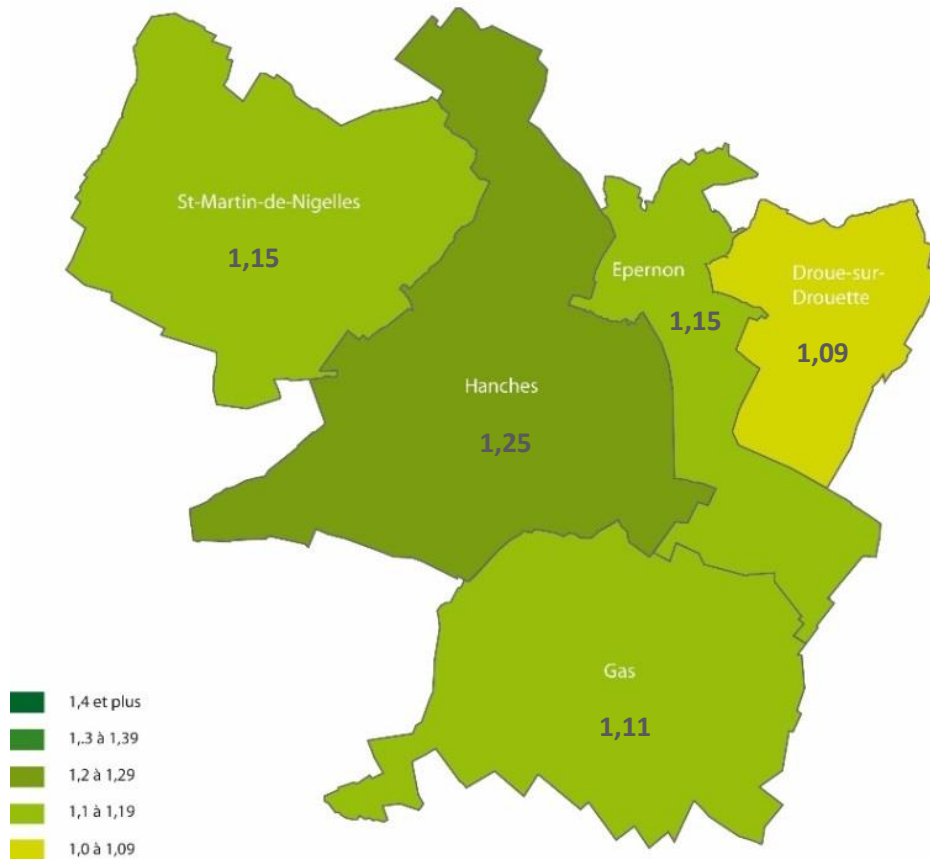 St-Martin-de-Nigelles
1,15
Epernon
1,15
Droue-sur-
Drouette
1,09
Hanches
1,25
Gas
1,11
1,4 et plus
1,.3 à 1,39
1,2 à 1,29
1,1 à 1,19
1,0 à 1,09